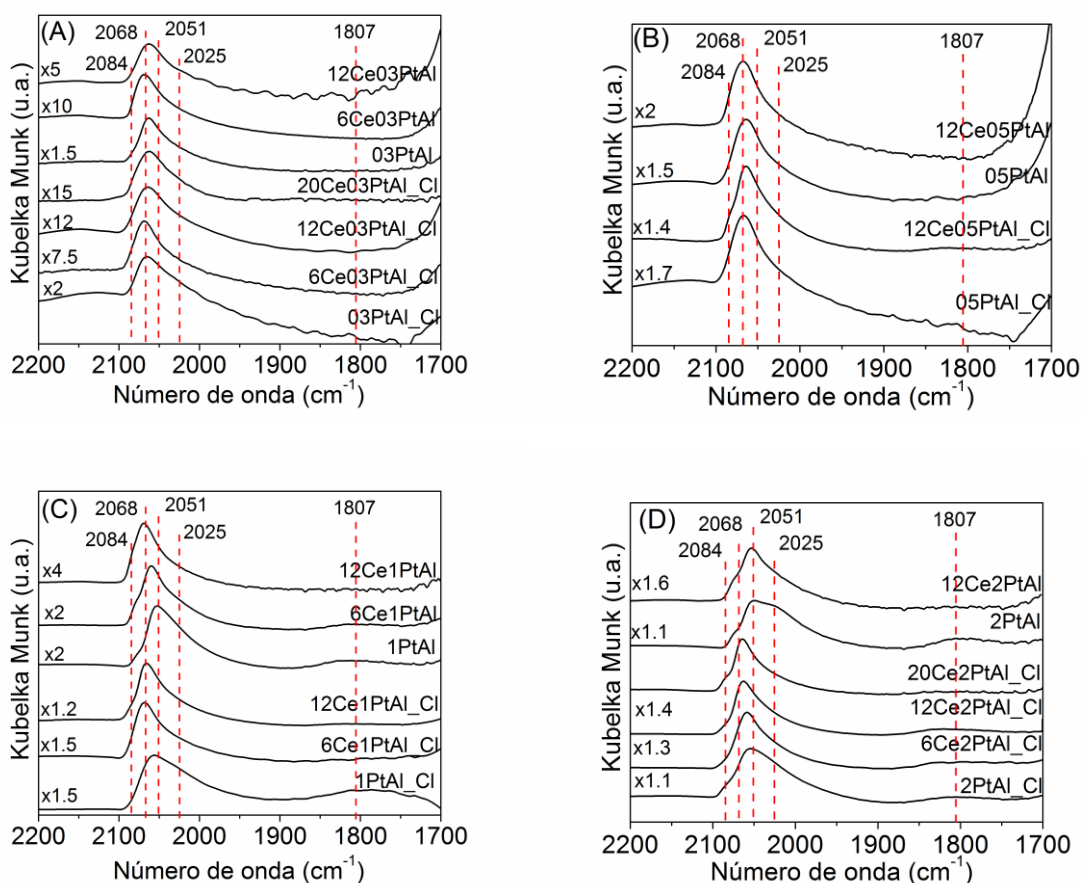 (A)
2068
2051
2084
2025
1807
x5
12Ce03PtAl
x10
6Ce03PtAl
x1.5
03PtAl
x15
20Ce03PtAl_Cl
x12
12Ce03PtAl_Cl
x7.5
6Ce03PtAl_Cl
x2
03PtAl_Cl
Kubelka Munk (u.a.)
2200 2100 2000 1900 1800 1700
Número de onda (cm-1)
(B)
2068
2051
2084
2025
1807
x2
12Ce05PtAl
x1.5
05PtAl
x1.4
12Ce05PtAl_Cl
x1.7
05PtAl_Cl
Kubelka Munk (u.a.)
2200 2100 2000 1900 1800 1700
Número de onda (cm-1)
(C)
2068
2051
2084
2025
1807
x4
12Ce1PtAl
x2
6Ce1PtAl
x2
1PtAl
x1.2
12Ce1PtAl_Cl
x1.5
6Ce1PtAl_Cl
x1.5
1PtAl_Cl
Kubelka Munk (u.a.)
2200 2100 2000 1900 1800 1700
Número de onda (cm-1)
(D)
2068
2051
2084
2025
1807
x1.6
12Ce2PtAl
x1.1
2PtAl
20Ce2PtAl_Cl
x1.4
12Ce2PtAl_Cl
x1.3
6Ce2PtAl_Cl
x1.1
2PtAl_Cl
Kubelka Munk (u.a.)
2200 2100 2000 1900 1800 1700
Número de onda (cm-1)